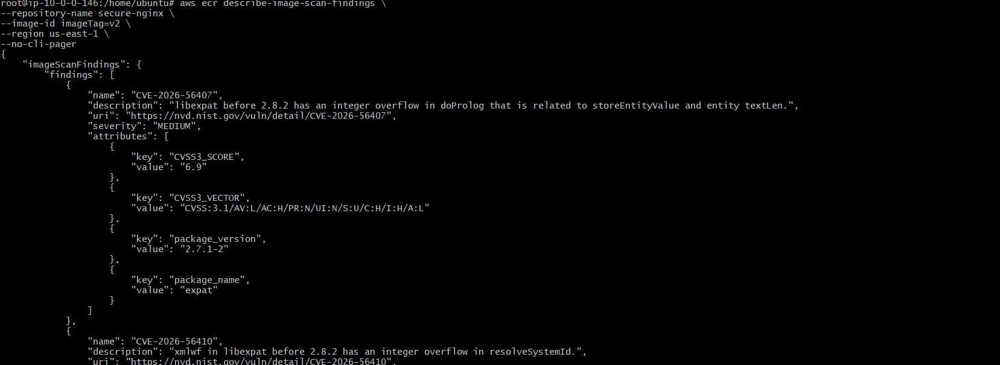 root@ip-10-0-0-146:/home/ubuntu# aws ecr describe-image-scan-findings \
--repository-name secure-nginx \
--image-id imageTag=v2 \
--region us-east-1 \
--no-cli-pager
{
    "imageScanFindings": {
        "findings": [
            {
                "name": "CVE-2026-56407",
                "description": "libexpat before 2.8.2 has an integer overflow in doProlog that is related to storeEntityValue and entity textLen.",
                "uri": "https://nvd.nist.gov/vuln/detail/CVE-2026-56407",
                "severity": "MEDIUM",
                "attributes": [
                    {
                        "key": "CVSS3_SCORE",
                        "value": "6.9"
                    },
                    {
                        "key": "CVSS3_VECTOR",
                        "value": "CVSS:3.1/AV:L/AC:H/PR:N/UI:N/S:U/C:H/I:H/A:L"
                    },
                    {
                        "key": "package_version",
                        "value": "2.7.1-2"
                    },
                    {
                        "key": "package_name",
                        "value": "expat"
                    }
                ]
            },
            {
                "name": "CVE-2026-56410",
                "description": "xmlwf in libexpat before 2.8.2 has an integer overflow in resolveSystemId.",
                "uri": "https://nvd.nist.gov/vuln/detail/CVE-2026-56410",